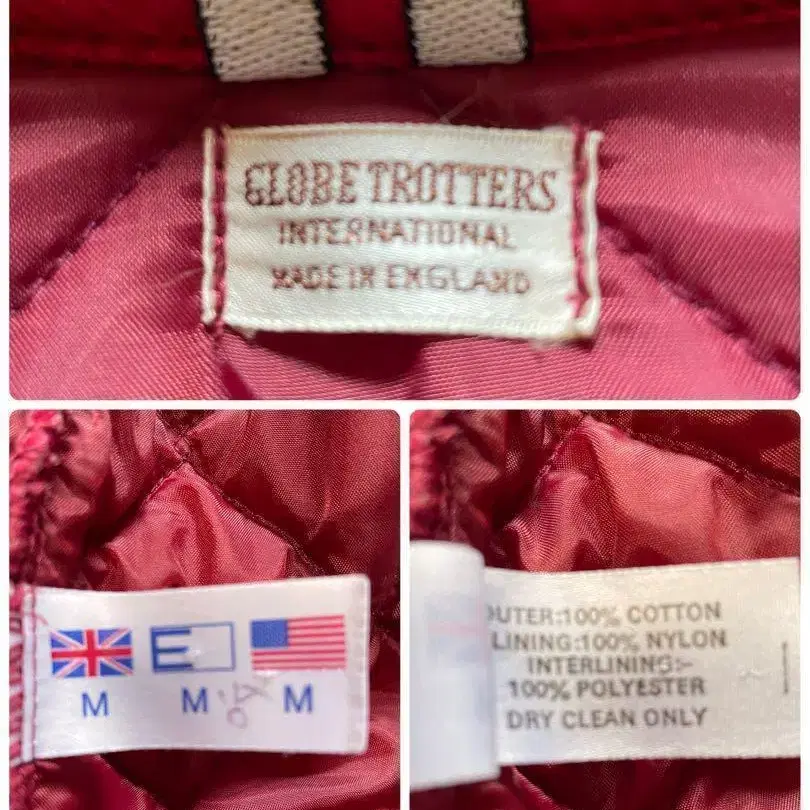 GLOBE TROTTERS
INTERNATIONAL
MADE IN ENGLAND
E
M M M
OUTER:100% COTTON
LINING:100% NYLON
INTERLINING:-
100% POLYESTER
DRY CLEAN ONLY